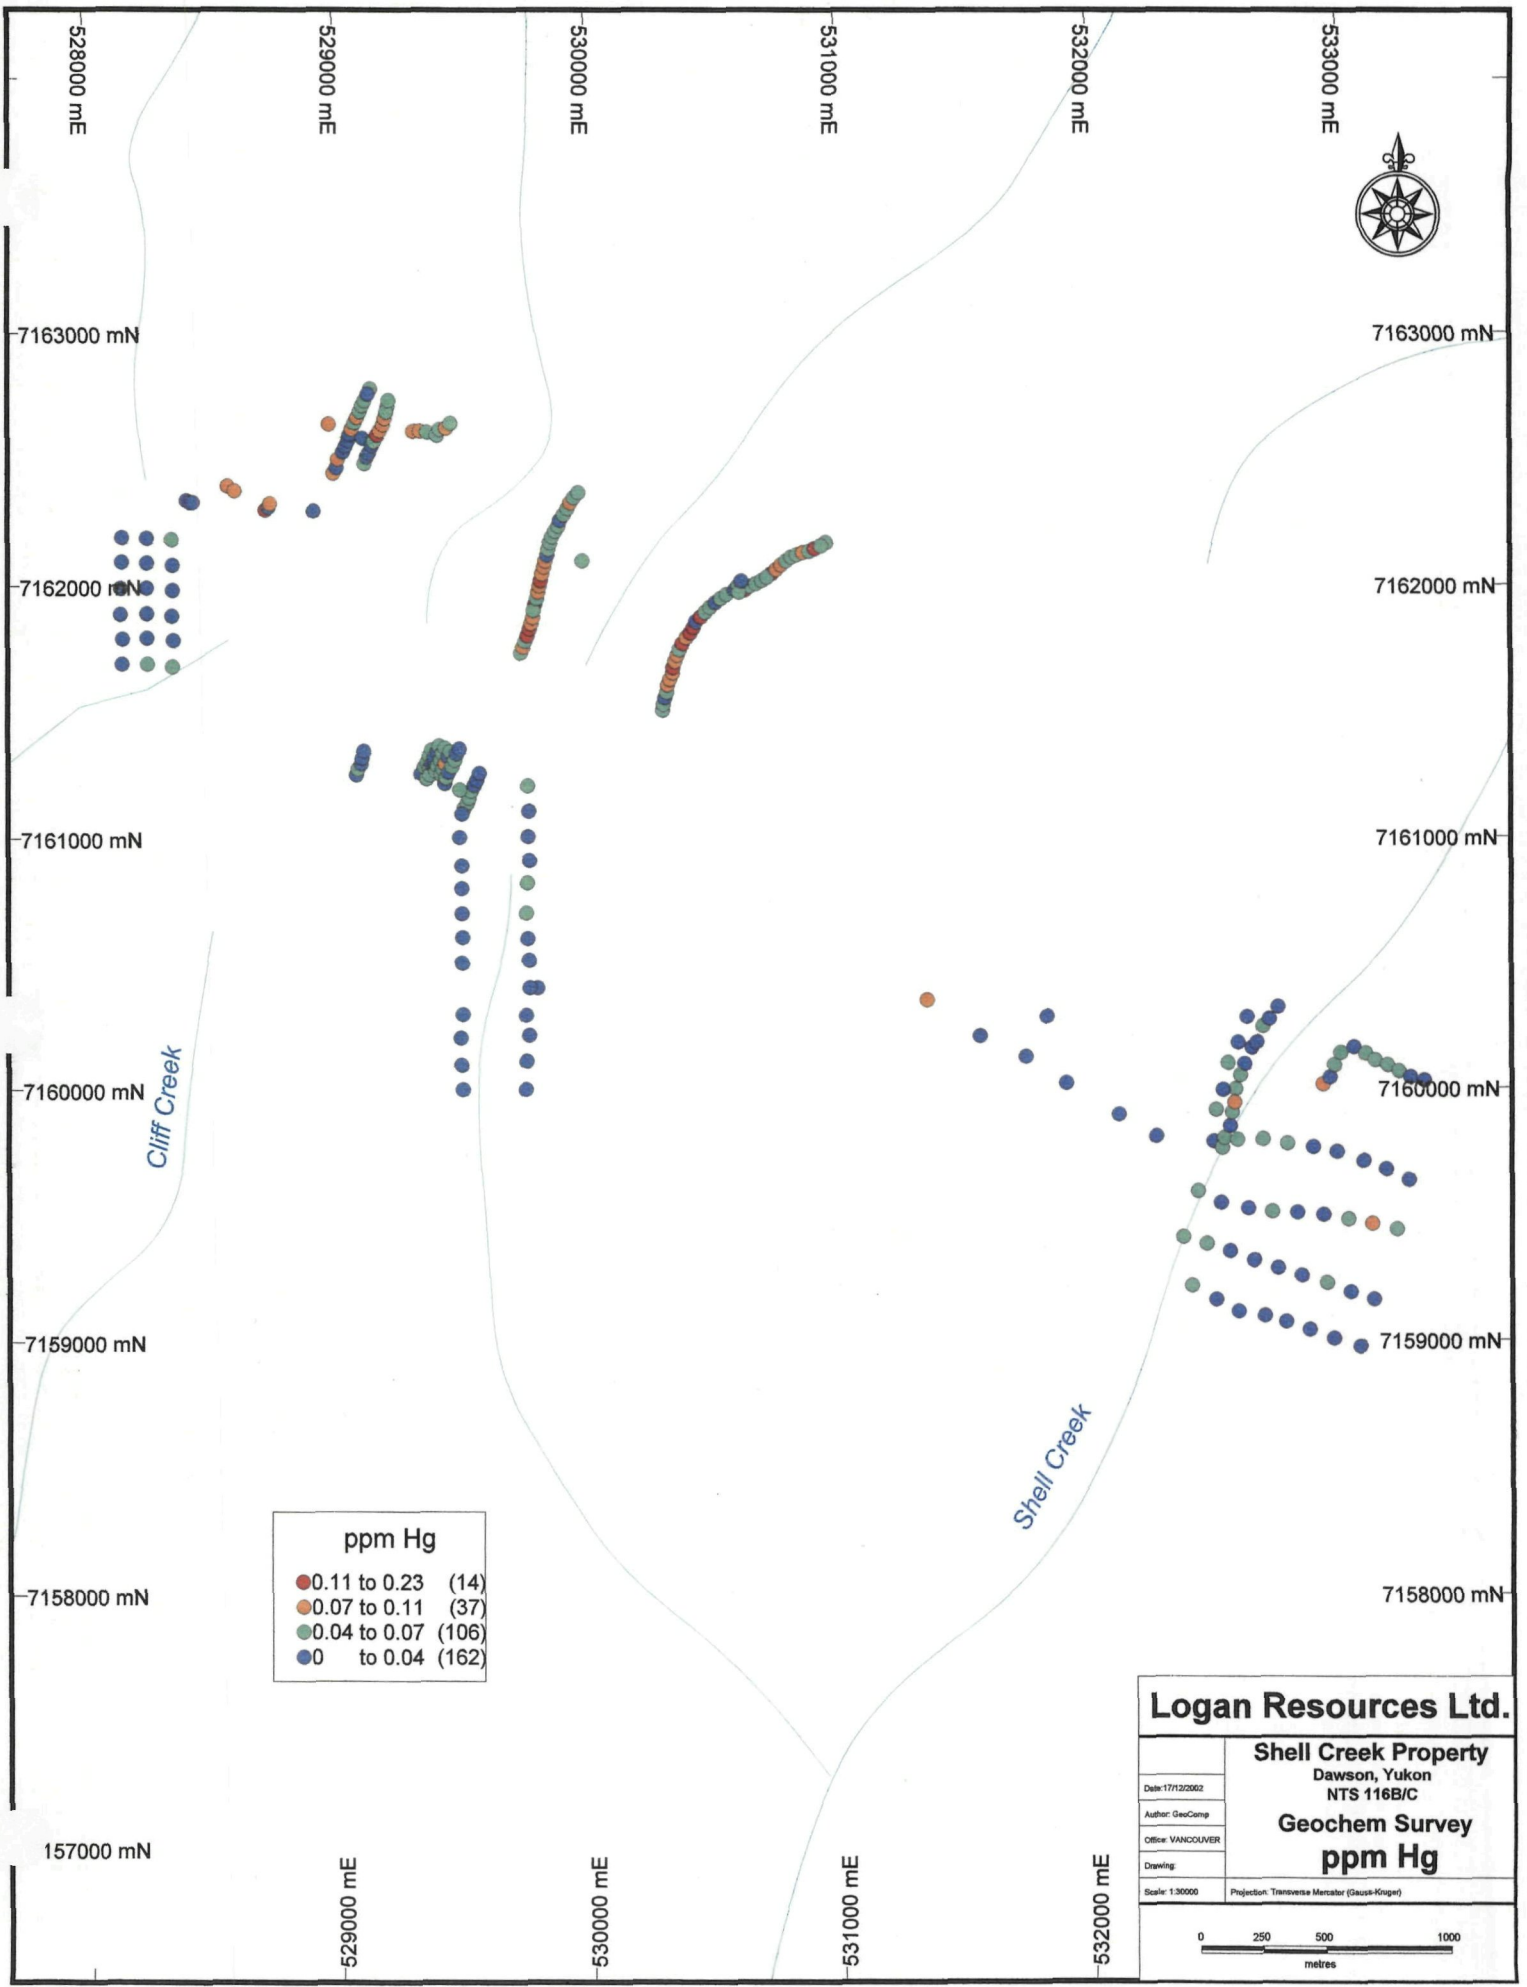 528000 mE
529000 mE
530000 mE
531000 mE
532000 mE
533000 mE
7163000 mN
7163000 mN
7162000 mN
7162000 mN
7161000 mN
7161000 mN
7160000 mN
7160000 mN
Cliff Creek
7159000 mN
7159000 mN
Shell Creek
ppm Hg
0.11 to 0.23 (14)
0.07 to 0.11 (37)
0.04 to 0.07 (106)
0 to 0.04 (162)
7158000 mN
7158000 mN
157000 mN
529000 mE
530000 mE
531000 mE
532000 mE
Logan Resources Ltd.
Shell Creek Property
Dawson, Yukon
NTS 116B/C
Geochem Survey
ppm Hg
Date:17/12/2002
Author: GeoComp
Office: VANCOUVER
Drawing:
Scale: 1:30000
Projection: Transverse Mercator (Gauss-Kruger)
0 250 500 1000
metres